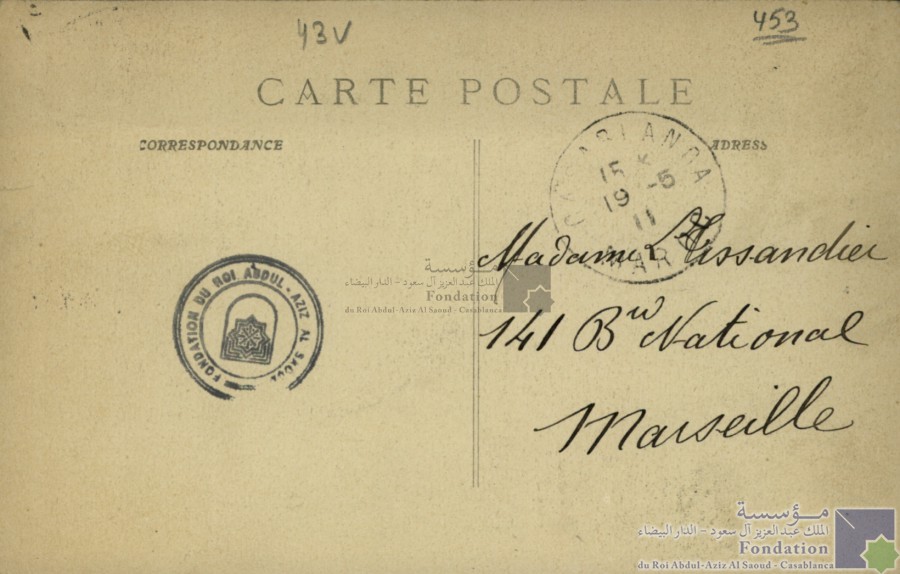 43V
453
CARTE POSTALE
CORRESPONDANCE
ADRESS
CASABLANCA
15
19 -5
11
MAROC
Madame Tissandier
141 Bd National
Marseille
FONDATION DU ROI ABDUL-AZIZ AL SAOUD
مؤسسة
الملك عبد العزيز آل سعود - الدار البيضاء
Fondation
du Roi Abdul-Aziz Al Saoud - Casablanca
مؤسسة
الملك عبد العزيز آل سعود - الدار البيضاء
Fondation
du Roi Abdul-Aziz Al Saoud - Casablanca